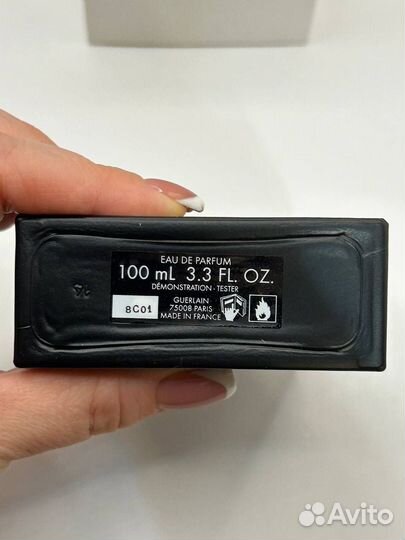 EAU DE PARFUM
100 mL 3.3 FL. OZ.
DÉMONSTRATION - TESTER
8C01
GUERLAIN
75008 PARIS
MADE IN FRANCE
Avito